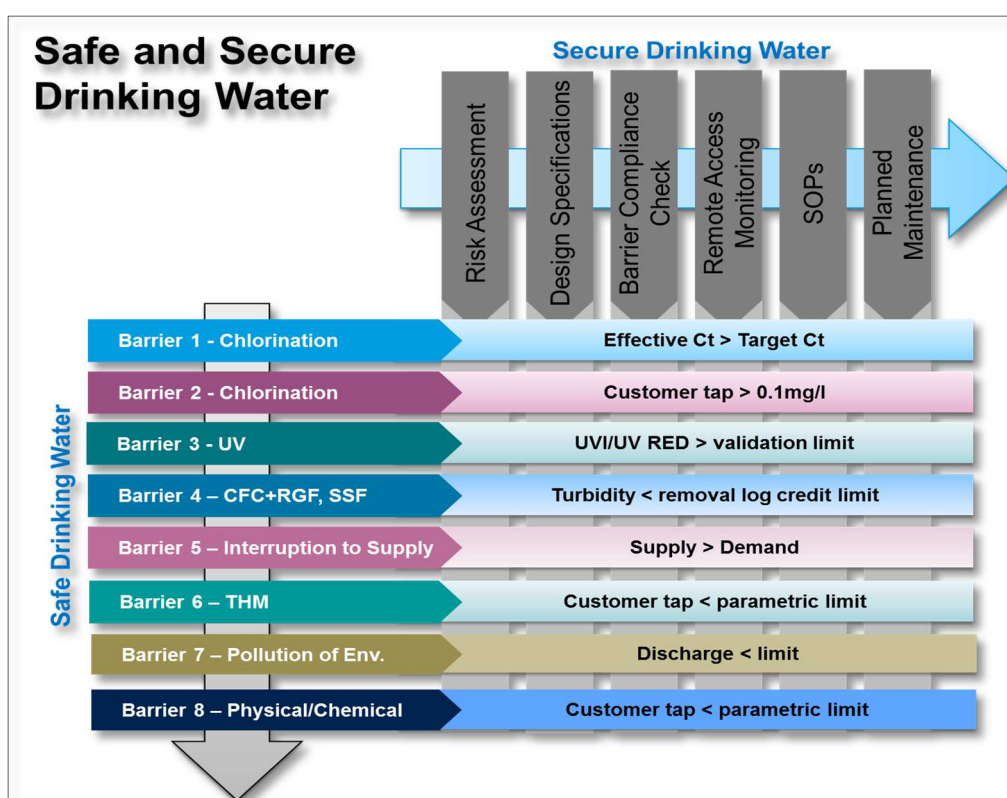 Safe and Secure
Drinking Water
Secure Drinking Water
Risk Assessment
Design Specifications
Barrier Compliance
Check
Remote Access
Monitoring
SOPs
Planned
Maintenance
Safe Drinking Water
Barrier 1 - Chlorination
Effective Ct > Target Ct
Barrier 2 - Chlorination
Customer tap > 0.1mg/l
Barrier 3 - UV
UVI/UV RED > validation limit
Barrier 4 – CFC+RGF, SSF
Turbidity < removal log credit limit
Barrier 5 – Interruption to Supply
Supply > Demand
Barrier 6 – THM
Customer tap < parametric limit
Barrier 7 – Pollution of Env.
Discharge < limit
Barrier 8 – Physical/Chemical
Customer tap < parametric limit